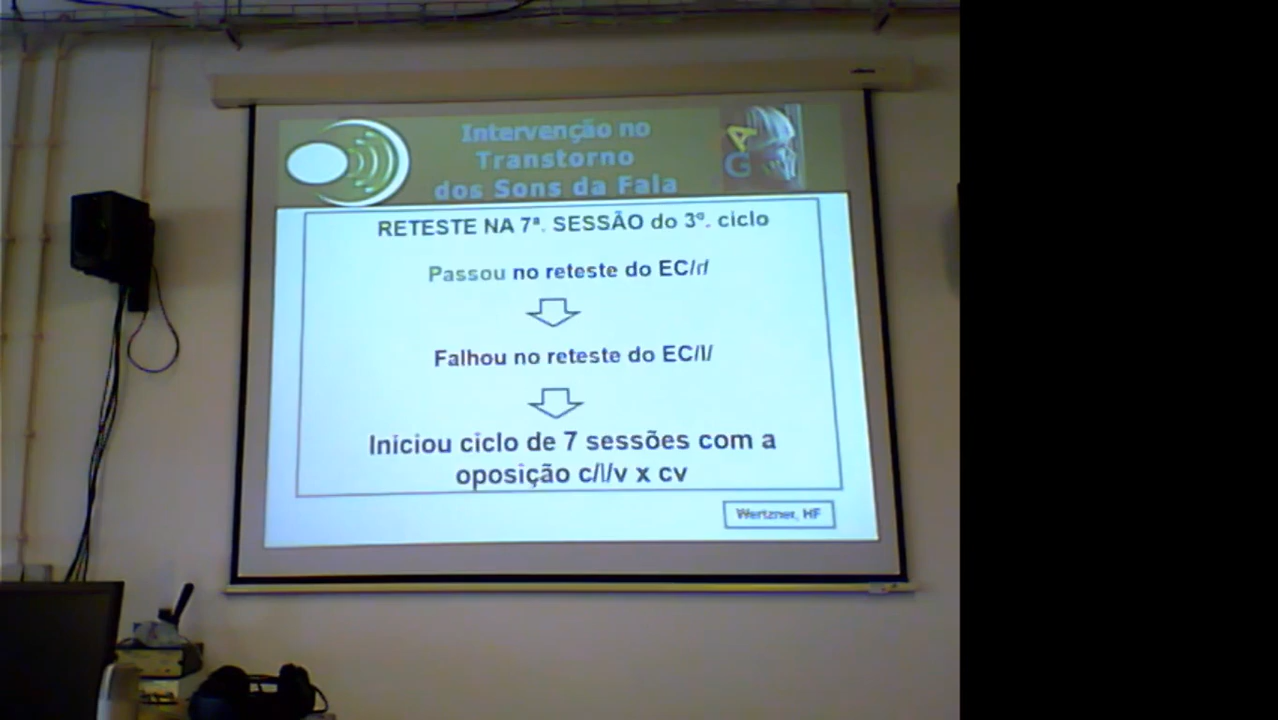 Intervenção no
Transtorno
dos Sons da Fala
A
G
RETESTE NA 7ª. SESSÃO do 3º. ciclo
Passou no reteste do EC/r/
Falhou no reteste do EC/l/
Iniciou ciclo de 7 sessões com a
oposição c/l/v x cv
Wertzner, HF